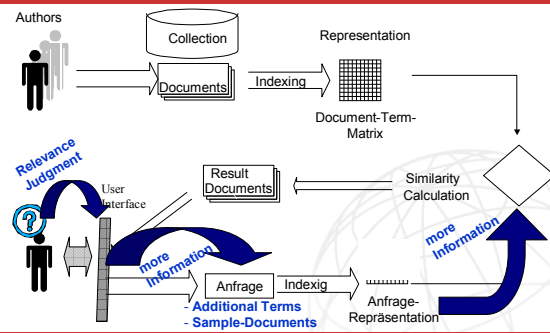 Authors
Collection
Representation
Documents
Indexing
Document-Term-
Matrix
Relevance
Judgment
User
Interface
Result
Documents
Similarity
Calculation
?
more
Information
more
Information
Anfrage
Indexig
Anfrage-
Repräsentation
- Additional Terms
- Sample-Documents